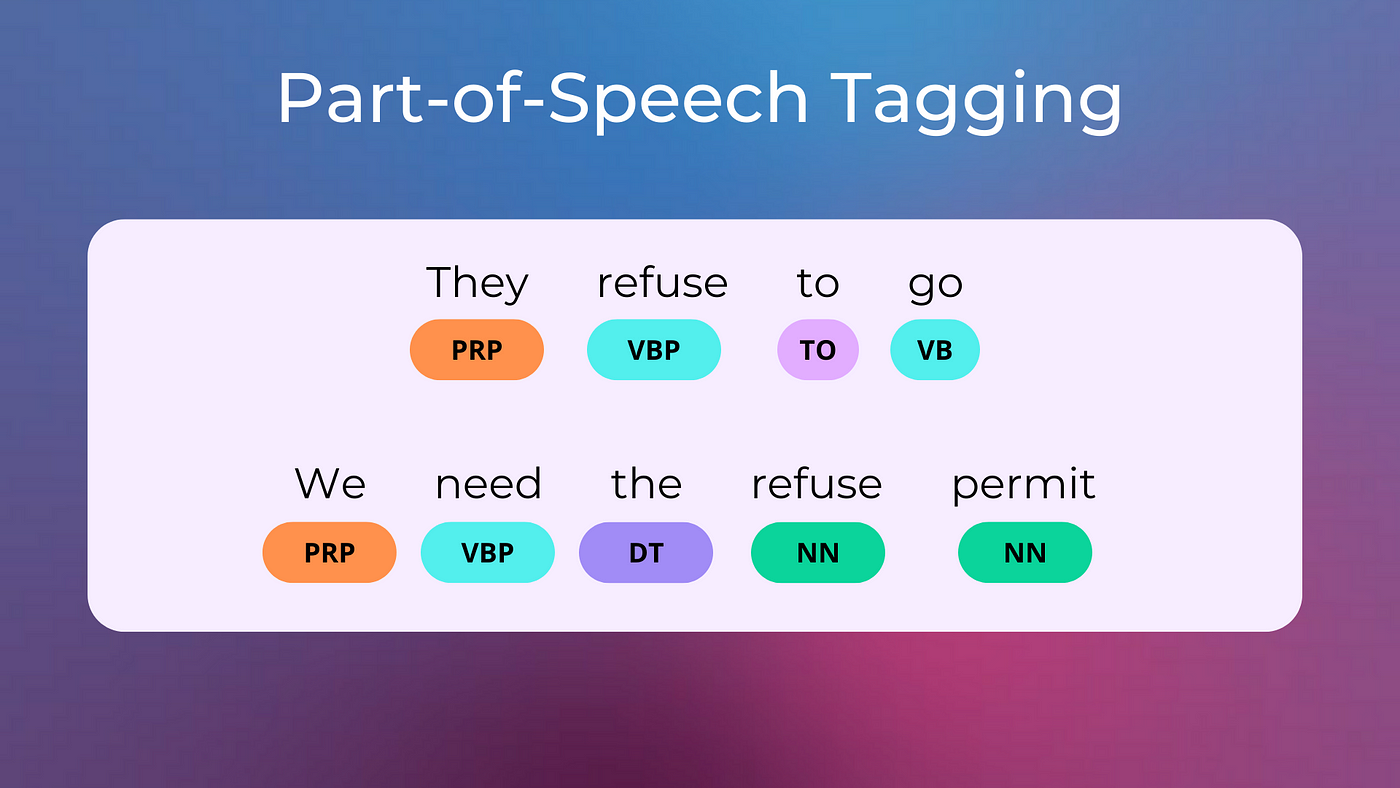 Part-of-Speech Tagging
They refuse to go
PRP VBP TO VB
We need the refuse permit
PRP VBP DT NN NN